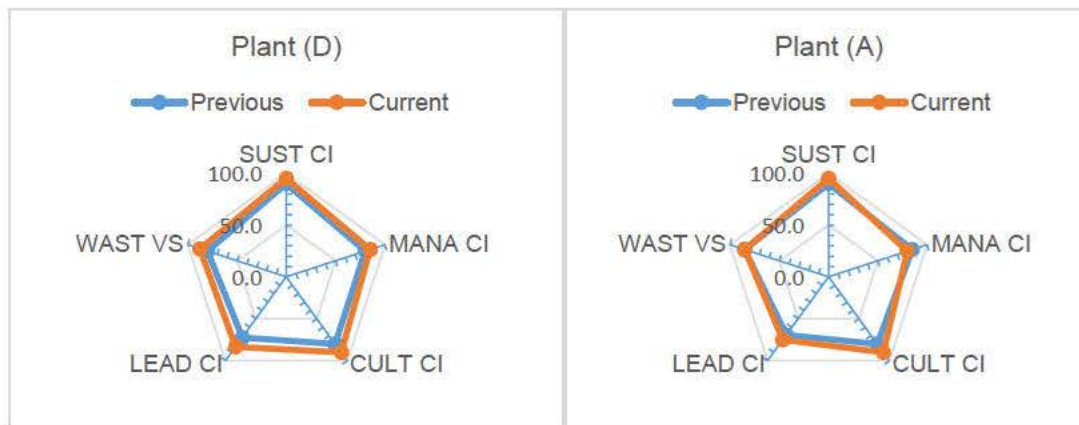 Plant (D)
Previous Current
SUST CI
100.0
50.0
0.0
WAST VS
MANA CI
LEAD CI
CULT CI
Plant (A)
Previous Current
SUST CI
100.0
50.0
0.0
WAST VS
MANA CI
LEAD CI
CULT CI